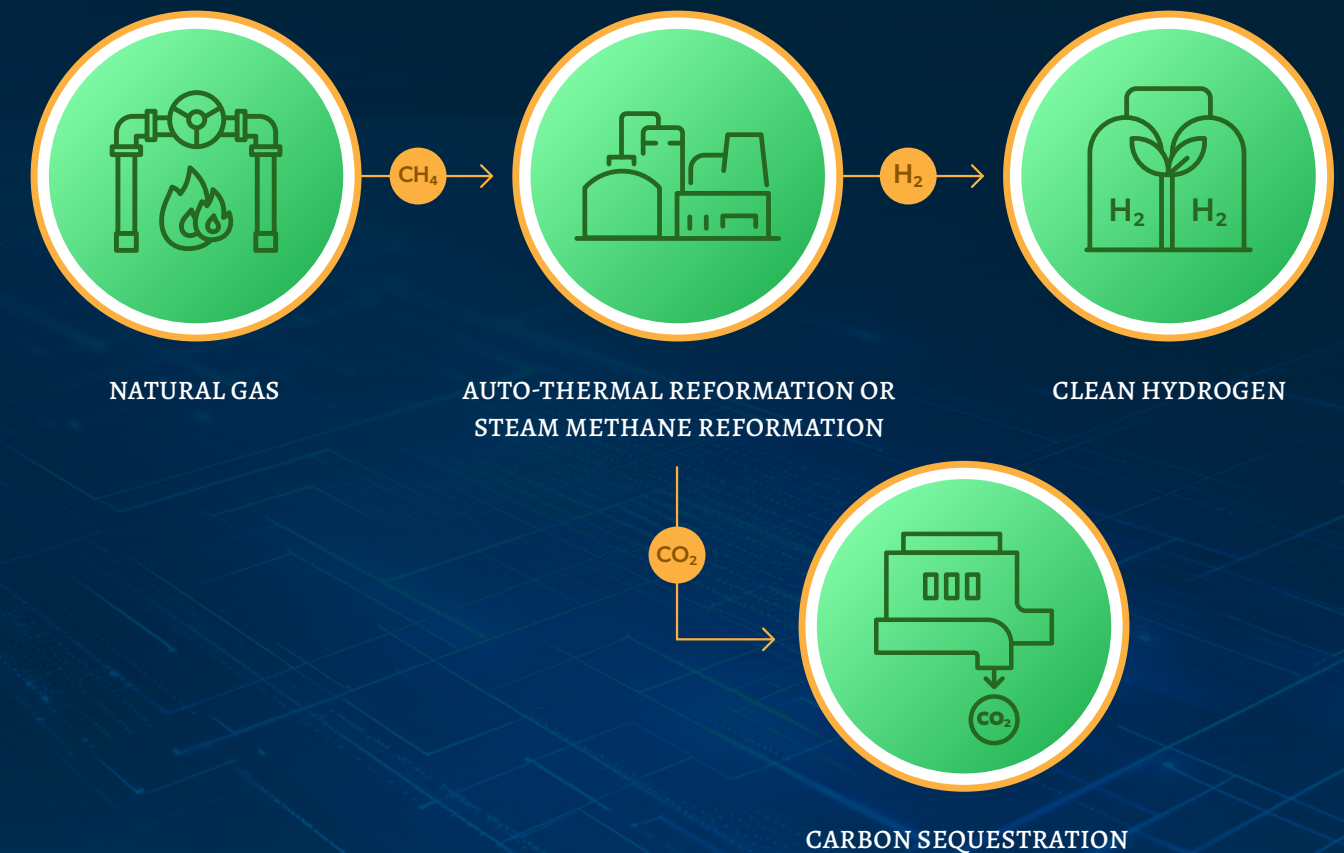 CH₄
H₂
H₂ H₂
NATURAL GAS
AUTO-THERMAL REFORMATION OR
STEAM METHANE REFORMATION
CLEAN HYDROGEN
CO₂
CO₂
CARBON SEQUESTRATION